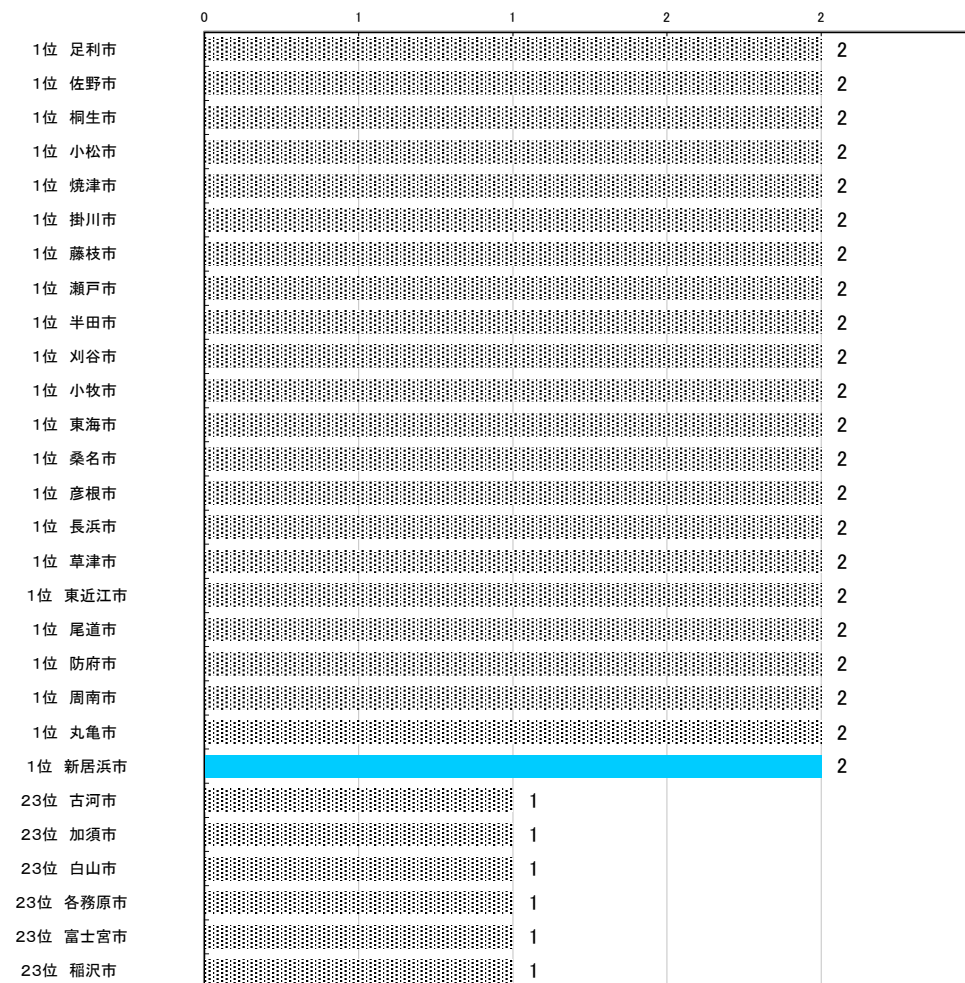 0 1 1 2 2
1位 足利市 2
1位 佐野市 2
1位 桐生市 2
1位 小松市 2
1位 焼津市 2
1位 掛川市 2
1位 藤枝市 2
1位 瀬戸市 2
1位 半田市 2
1位 刈谷市 2
1位 小牧市 2
1位 東海市 2
1位 桑名市 2
1位 彦根市 2
1位 長浜市 2
1位 草津市 2
1位 東近江市 2
1位 尾道市 2
1位 防府市 2
1位 周南市 2
1位 丸亀市 2
1位 新居浜市 2
23位 古河市 1
23位 加須市 1
23位 白山市 1
23位 各務原市 1
23位 富士宮市 1
23位 稲沢市 1